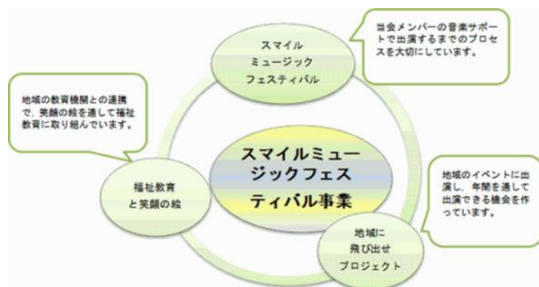 スマイル
ミュージック
フェスティバル
当会メンバーの音楽サポート
で出演するまでのプロセ
スを大切にしています。
地域の教育機関との連携
で、笑顔の絵を通して福祉
教育に取り組んでいます。
スマイルミュー
ジックフェス
ティバル事業
福祉教育
と笑顔の絵
地域のイベントに出
演し、年間を通して
出演できる機会を作
っています。
地域に
飛び出せ
プロジェクト